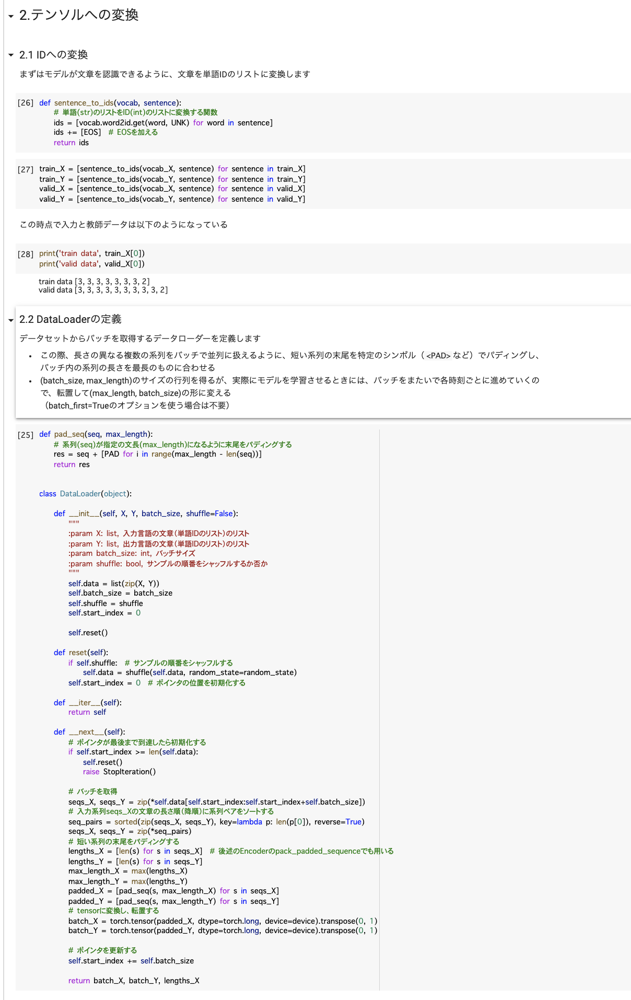 2.テンソルへの変換
2.1 IDへの変換
まずはモデルが文章を認識できるように、文章を単語IDのリストに変換します
[26] def sentence_to_ids(vocab, sentence):
# 単語(str)のリストをID(int)のリストに変換する関数
ids = [vocab.word2id.get(word, UNK) for word in sentence]
ids += [EOS] # EOSを加える
return ids
[27] train_X = [sentence_to_ids(vocab_X, sentence) for sentence in train_X]
train_Y = [sentence_to_ids(vocab_Y, sentence) for sentence in train_Y]
valid_X = [sentence_to_ids(vocab_X, sentence) for sentence in valid_X]
valid_Y = [sentence_to_ids(vocab_Y, sentence) for sentence in valid_Y]
この時点で入力と教師データは以下のようになっている
[28] print('train data', train_X[0])
print('valid data', valid_X[0])
train data [3, 3, 3, 3, 3, 3, 3, 2]
valid data [3, 3, 3, 3, 3, 3, 3, 3, 3, 2]
2.2 DataLoaderの定義
データセットからバッチを取得するデータローダーを定義します
• この際、長さの異なる複数の系列をバッチで並列に扱えるように、短い系列の末尾を特定のシンボル（<PAD>など）でパディングし、
バッチ内の系列の長さを最長のものに合わせる
• (batch_size, max_length)のサイズの行列を得るが、実際にモデルを学習させるときには、バッチをまたいで各時刻ごとに進めていくの
で、転置して(max_length, batch_size)の形に変える
（batch_first=Trueのオプションを使う場合は不要）
[25] def pad_seq(seq, max_length):
# 系列(seq)が指定の文長(max_length)になるように末尾をパディングする
res = seq + [PAD for i in range(max_length - len(seq))]
return res
class DataLoader(object):
def __init__(self, X, Y, batch_size, shuffle=False):
"""
:param X: list, 入力言語の文章（単語IDのリスト）のリスト
:param Y: list, 出力言語の文章（単語IDのリスト）のリスト
:param batch_size: int, バッチサイズ
:param shuffle: bool, サンプルの順番をシャッフルするか否か
"""
self.data = list(zip(X, Y))
self.batch_size = batch_size
self.shuffle = shuffle
self.start_index = 0
self.reset()
def reset(self):
if self.shuffle: # サンプルの順番をシャッフルする
self.data = shuffle(self.data, random_state=random_state)
self.start_index = 0 # ポインタの位置を初期化する
def __iter__(self):
return self
def __next__(self):
# ポインタが最後まで到達したら初期化する
if self.start_index >= len(self.data):
self.reset()
raise StopIteration()
# バッチを取得
seqs_X, seqs_Y = zip(*self.data[self.start_index:self.start_index+self.batch_size])
# 入力系列seqs_Xの文章の長さ順（降順）に系列ペアをソートする
seq_pairs = sorted(zip(seqs_X, seqs_Y), key=lambda p: len(p[0]), reverse=True)
seqs_X, seqs_Y = zip(*seq_pairs)
# 短い系列の末尾をパディングする
lengths_X = [len(s) for s in seqs_X] # 後述のEncoderのpack_padded_sequenceでも用いる
lengths_Y = [len(s) for s in seqs_Y]
max_length_X = max(lengths_X)
max_length_Y = max(lengths_Y)
padded_X = [pad_seq(s, max_length_X) for s in seqs_X]
padded_Y = [pad_seq(s, max_length_Y) for s in seqs_Y]
# tensorに変換し、転置する
batch_X = torch.tensor(padded_X, dtype=torch.long, device=device).transpose(0, 1)
batch_Y = torch.tensor(padded_Y, dtype=torch.long, device=device).transpose(0, 1)
# ポインタを更新する
self.start_index += self.batch_size
return batch_X, batch_Y, lengths_X